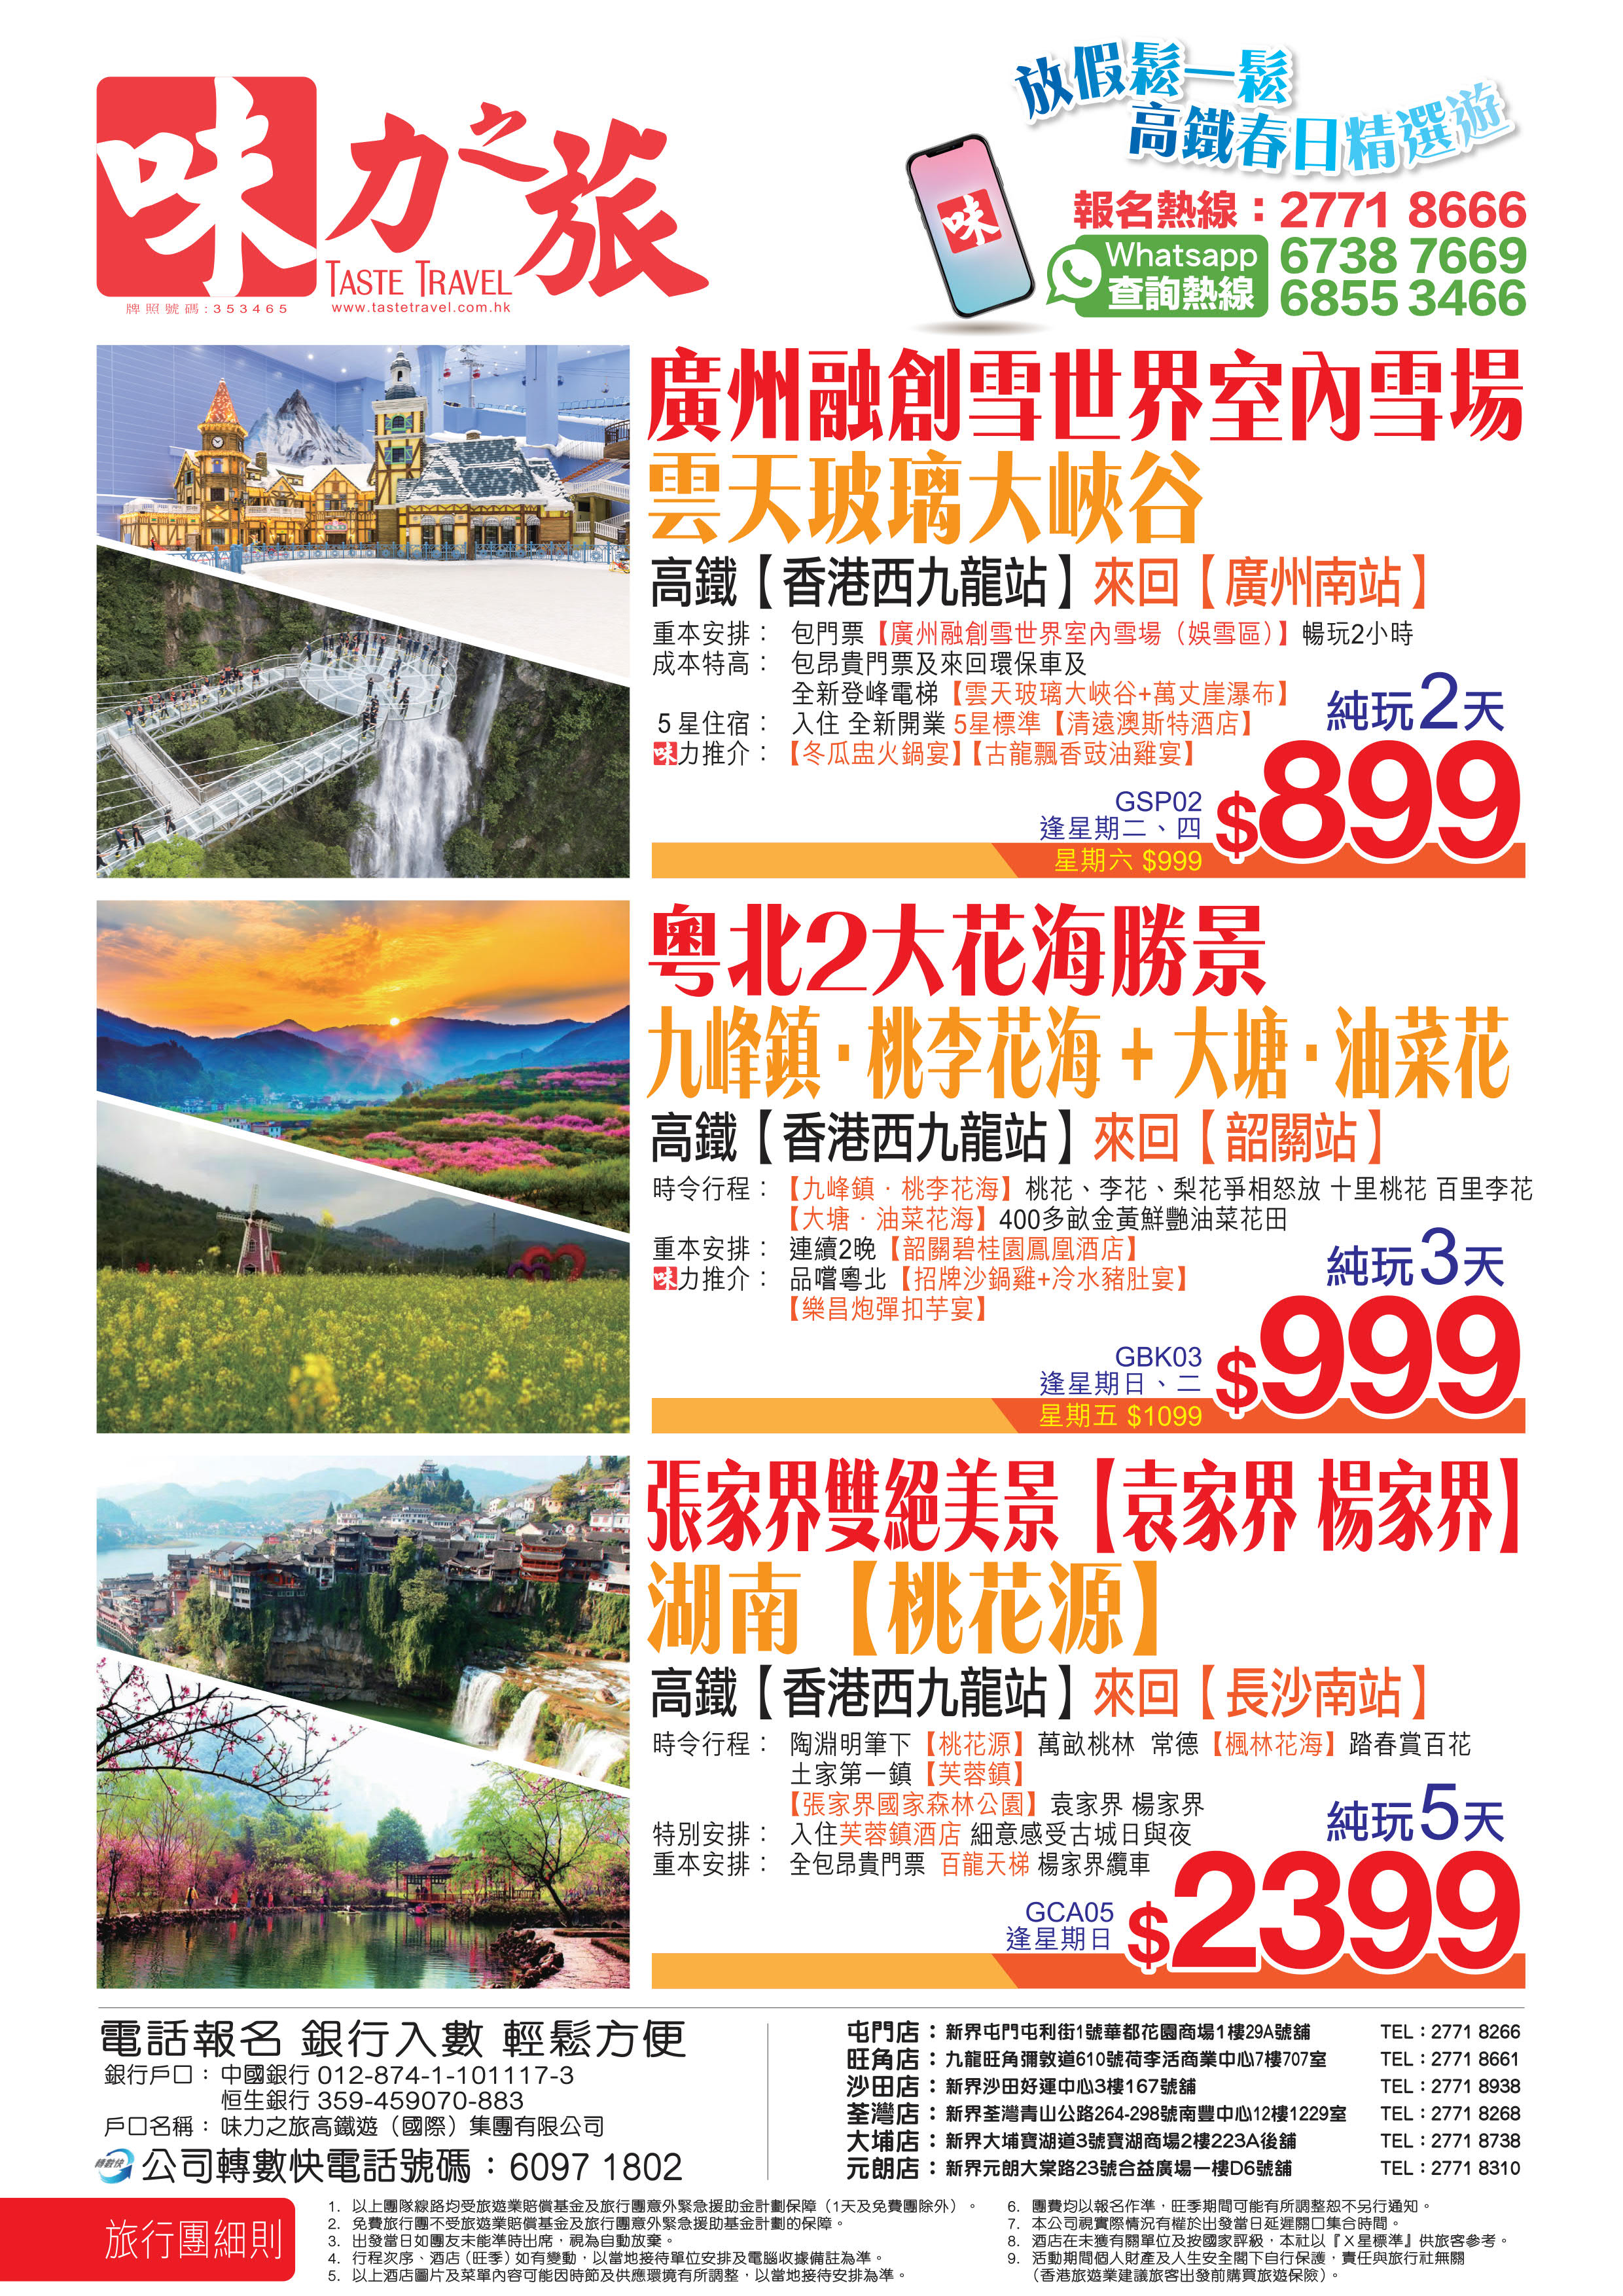 味力之旅
TASTE TRAVEL
牌照號碼:353465
www.tastetravel.com.hk
放假鬆一鬆
高鐵春日精選遊
味
報名熱線：2771 8666
Whatsapp 查詢熱線
6738 7669
6855 3466
廣州融創雪世界室內雪場
雲天玻璃大峽谷
高鐵【香港西九龍站】來回【廣州南站】
重本安排： 包門票【廣州融創雪世界室內雪場（娛雪區）】暢玩2小時
成本特高： 包昂貴門票及來回環保車及
全新登峰電梯【雲天玻璃大峽谷+萬丈崖瀑布】
5星住宿： 入住 全新開業 5星標準【清遠澳斯特酒店】
味力推介：【冬瓜盅火鍋宴】【古龍飄香豉油雞宴】
純玩2天
GSP02
逢星期二、四
$899
星期六 $999
粵北2大花海勝景
九峰鎮·桃李花海 + 大塘·油菜花
高鐵【香港西九龍站】來回【韶關站】
時令行程：【九峰鎮·桃李花海】桃花、李花、梨花爭相怒放 十里桃花 百里李花
【大塘·油菜花海】400多畝金黃鮮艷油菜花田
重本安排： 連續2晚【韶關碧桂園鳳凰酒店】
味力推介： 品嚐粵北【招牌沙鍋雞+冷水豬肚宴】
【樂昌炮彈扣芋宴】
純玩3天
GBK03
逢星期日、二
$999
星期五 $1099
張家界雙絕美景【袁家界 楊家界】
湖南【桃花源】
高鐵【香港西九龍站】來回【長沙南站】
時令行程： 陶淵明筆下【桃花源】萬畝桃林 常德【楓林花海】踏春賞百花
土家第一鎮【芙蓉鎮】
【張家界國家森林公園】袁家界 楊家界
特別安排： 入住芙蓉鎮酒店 細意感受古城日與夜
重本安排： 全包昂貴門票 百龍天梯 楊家界纜車
純玩5天
GCA05
逢星期日
$2399
電話報名 銀行入數 輕鬆方便
銀行戶口： 中國銀行 012-874-1-101117-3
恒生銀行 359-459070-883
戶口名稱： 味力之旅高鐵遊（國際）集團有限公司
轉數快 公司轉數快電話號碼：6097 1802
屯門店：新界屯門屯利街1號華都花園商場1樓29A號舖 TEL：2771 8266
旺角店：九龍旺角彌敦道610號荷李活商業中心7樓707室 TEL：2771 8661
沙田店：新界沙田好運中心3樓167號舖 TEL：2771 8938
荃灣店：新界荃灣青山公路264-298號南豐中心12樓1229室 TEL：2771 8268
大埔店：新界大埔寶湖道3號寶湖商場2樓223A後舖 TEL：2771 8738
元朗店：新界元朗大棠路23號合益廣場一樓D6號舖 TEL：2771 8310
旅行團細則
1. 以上團隊線路均受旅遊業賠償基金及旅行團意外緊急援助金計劃保障（1天及免費團除外）。
2. 免費旅行團不受旅遊業賠償基金及旅行團意外緊急援助基金計劃的保障。
3. 出發當日如團友未能準時出席，視為自動放棄。
4. 行程次序、酒店（旺季）如有變動，以當地接待單位安排及電腦收據備註為準。
5. 以上酒店圖片及菜單內容可能因時節及供應環境有所調整，以當地接待安排為準。
6. 團費均以報名作準，旺季期間可能有所調整恕不另行通知。
7. 本公司視實際情況有權於出發當日延遲關口集合時間。
8. 酒店在未獲有關單位及按國家評級，本社以『X星標準』供旅客參考。
9. 活動期間個人財產及人生安全閣下自行保護，責任與旅行社無關
（香港旅遊業建議旅客出發前購買旅遊保險）。